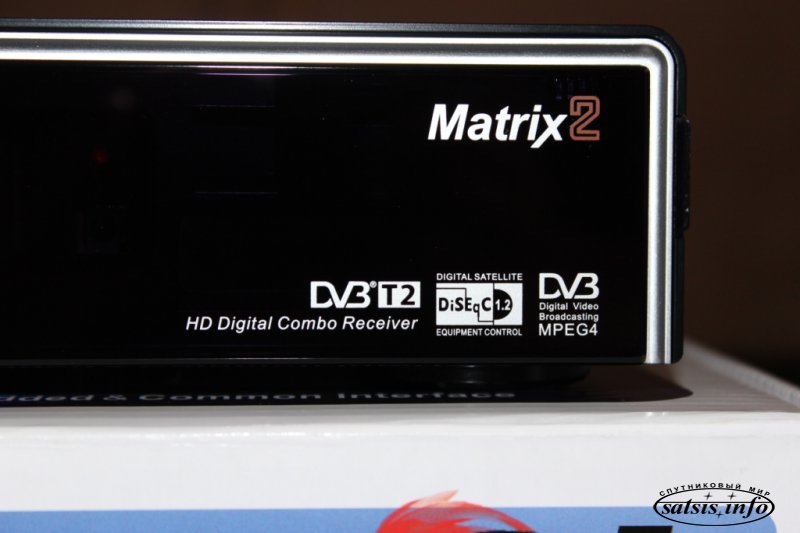 Matrix2
DVB® T2
HD Digital Combo Receiver
DIGITAL SATELLITE
DiSEqC 1.2
EQUIPMENT CONTROL
DVB
Digital Video
Broadcasting
MPEG4
& Common Interface
СПУТНИКОВЫЙ МИР
satsis.info